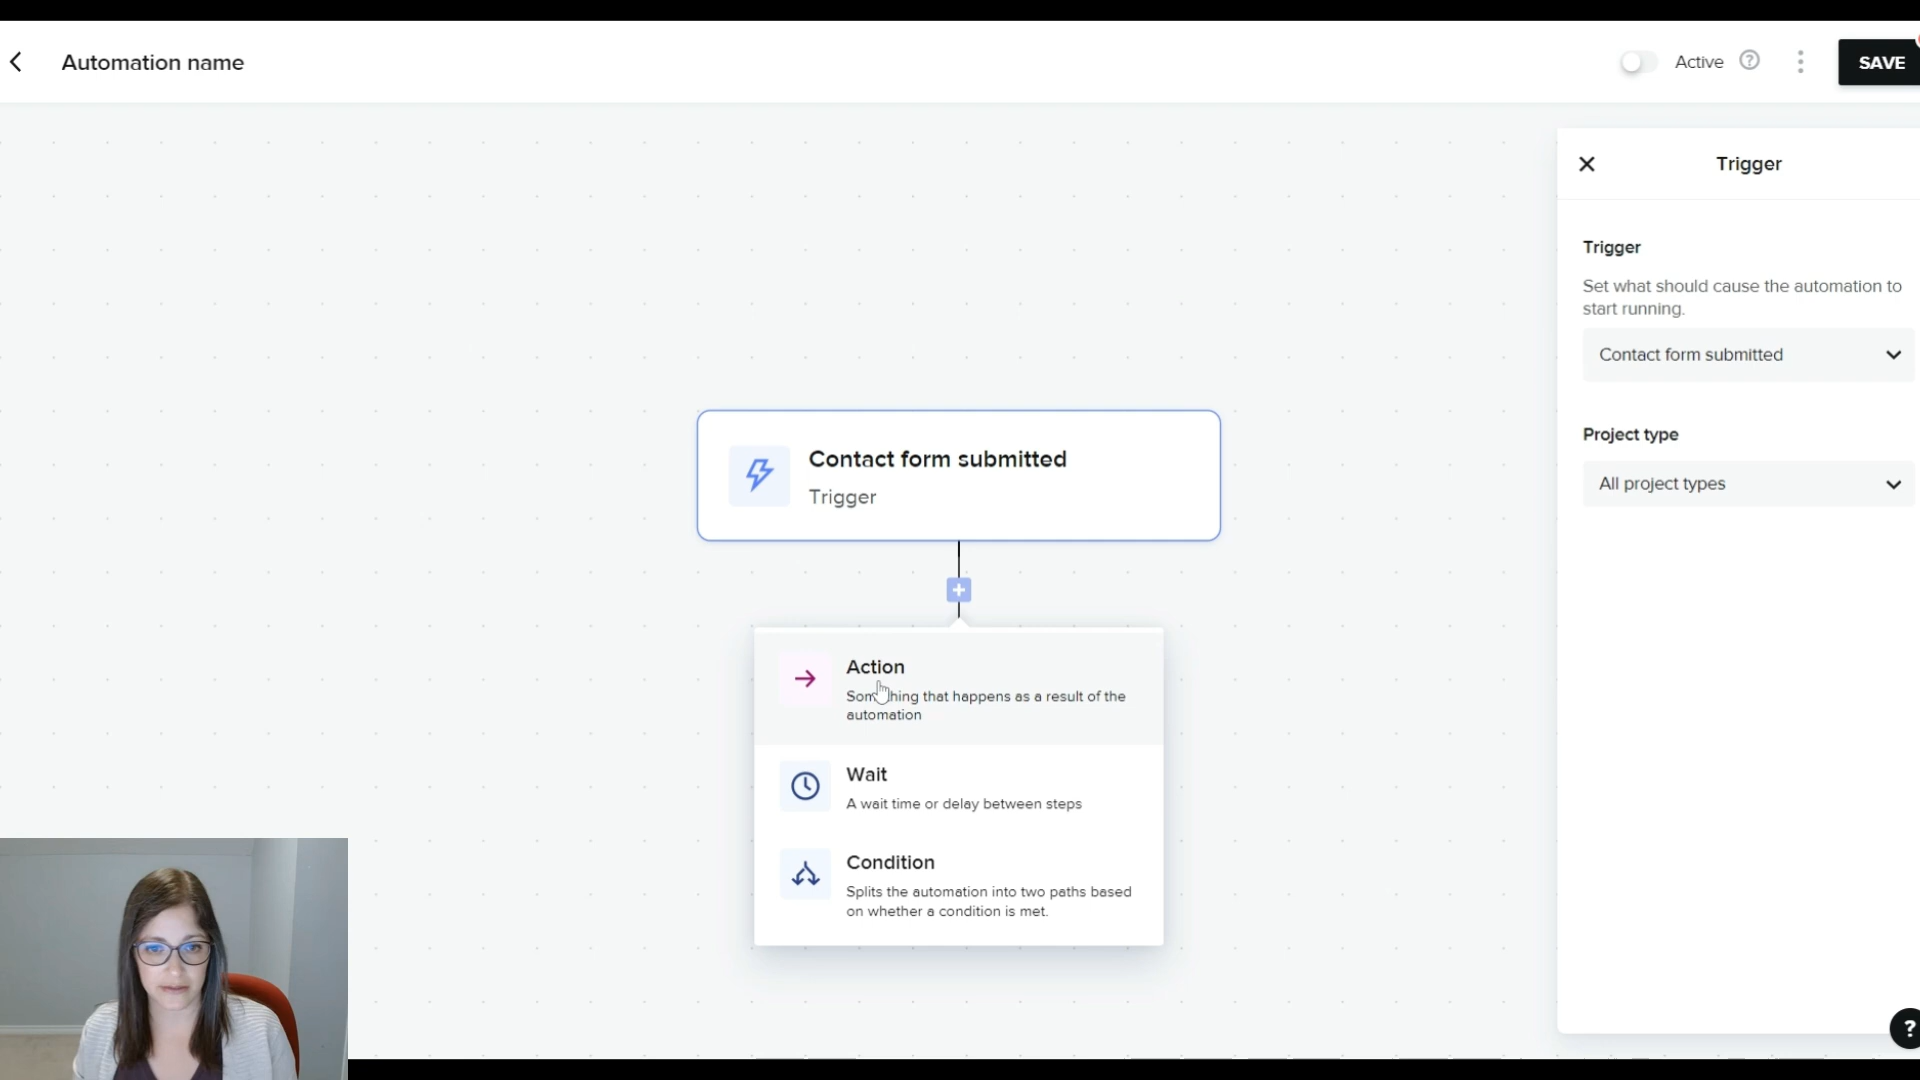 Automation name
Active
SAVE
Trigger
Trigger
Set what should cause the automation to
start running.
Contact form submitted
Project type
All project types
Contact form submitted
Trigger
Action
Something that happens as a result of the
automation
Wait
A wait time or delay between steps
Condition
Splits the automation into two paths based
on whether a condition is met.